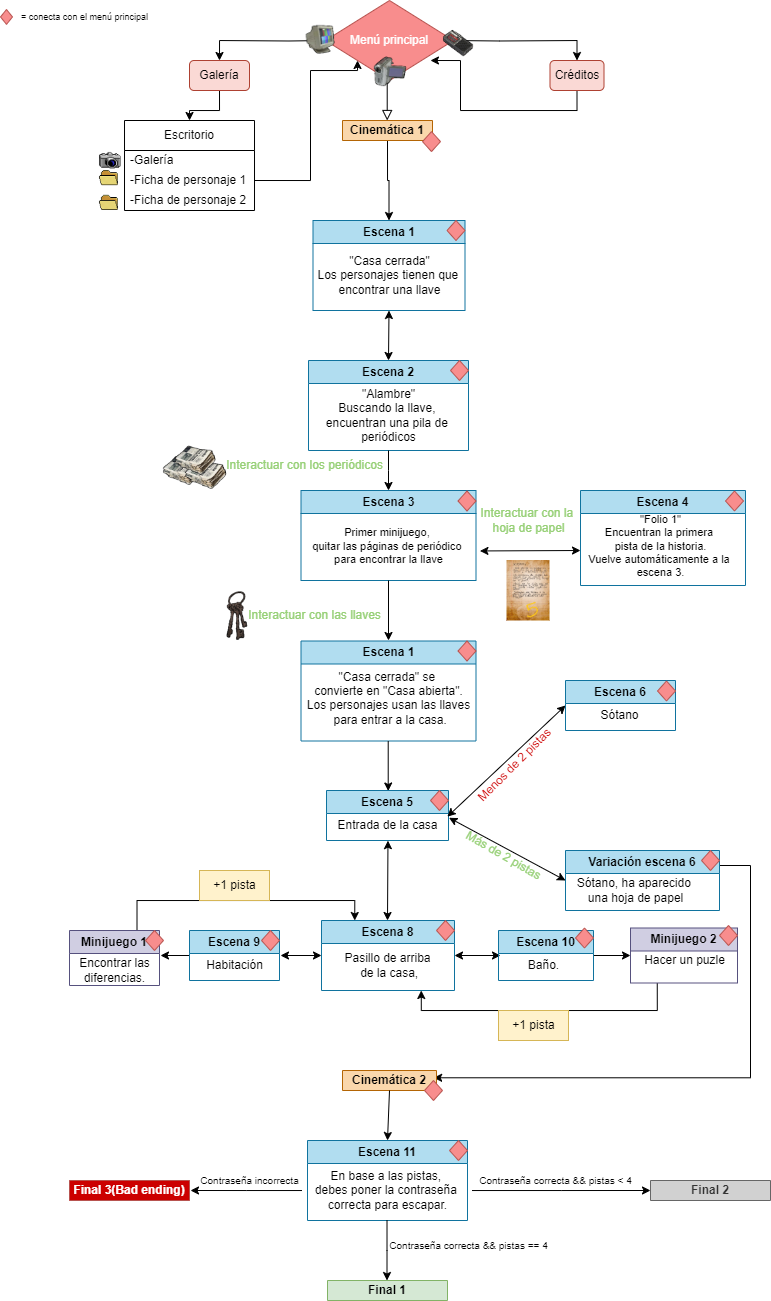 = conecta con el menú principal
Menú principal
Galería
Créditos
Escritorio
-Galería
-Ficha de personaje 1
-Ficha de personaje 2
Cinemática 1
Escena 1
"Casa cerrada"
Los personajes tienen que
encontrar una llave
Escena 2
"Alambre"
Buscando la llave,
encuentran una pila de
periódicos
Interactuar con los periódicos
Escena 3
Primer minijuego,
quitar las páginas de periódico
para encontrar la llave
Interactuar con la
hoja de papel
Escena 4
"Folio 1"
Encuentran la primera
pista de la historia.
Vuelve automáticamente a la
escena 3.
Interactuar con las llaves
Escena 1
"Casa cerrada" se
convierte en "Casa abierta".
Los personajes usan las llaves
para entrar a la casa.
Escena 6
Sótano
Menos de 2 pistas
Escena 5
Entrada de la casa
Más de 2 pistas
Variación escena 6
Sótano, ha aparecido
una hoja de papel
+1 pista
Minijuego 1
Encontrar las
diferencias.
Escena 9
Habitación
Escena 8
Pasillo de arriba
de la casa,
Escena 10
Baño.
Minijuego 2
Hacer un puzle
+1 pista
Cinemática 2
Escena 11
En base a las pistas,
debes poner la contraseña
correcta para escapar.
Contraseña incorrecta
Final 3(Bad ending)
Contraseña correcta && pistas < 4
Final 2
Contraseña correcta && pistas == 4
Final 1